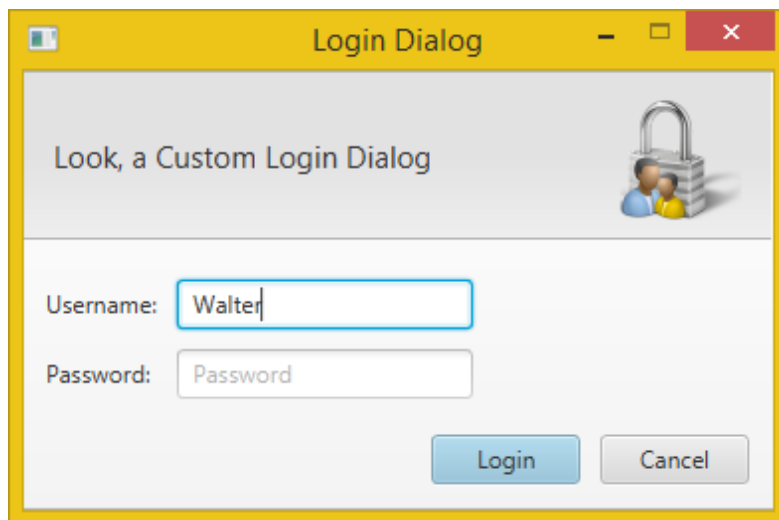 Login Dialog
Look, a Custom Login Dialog
Username: Walter
Password: Password
Login Cancel